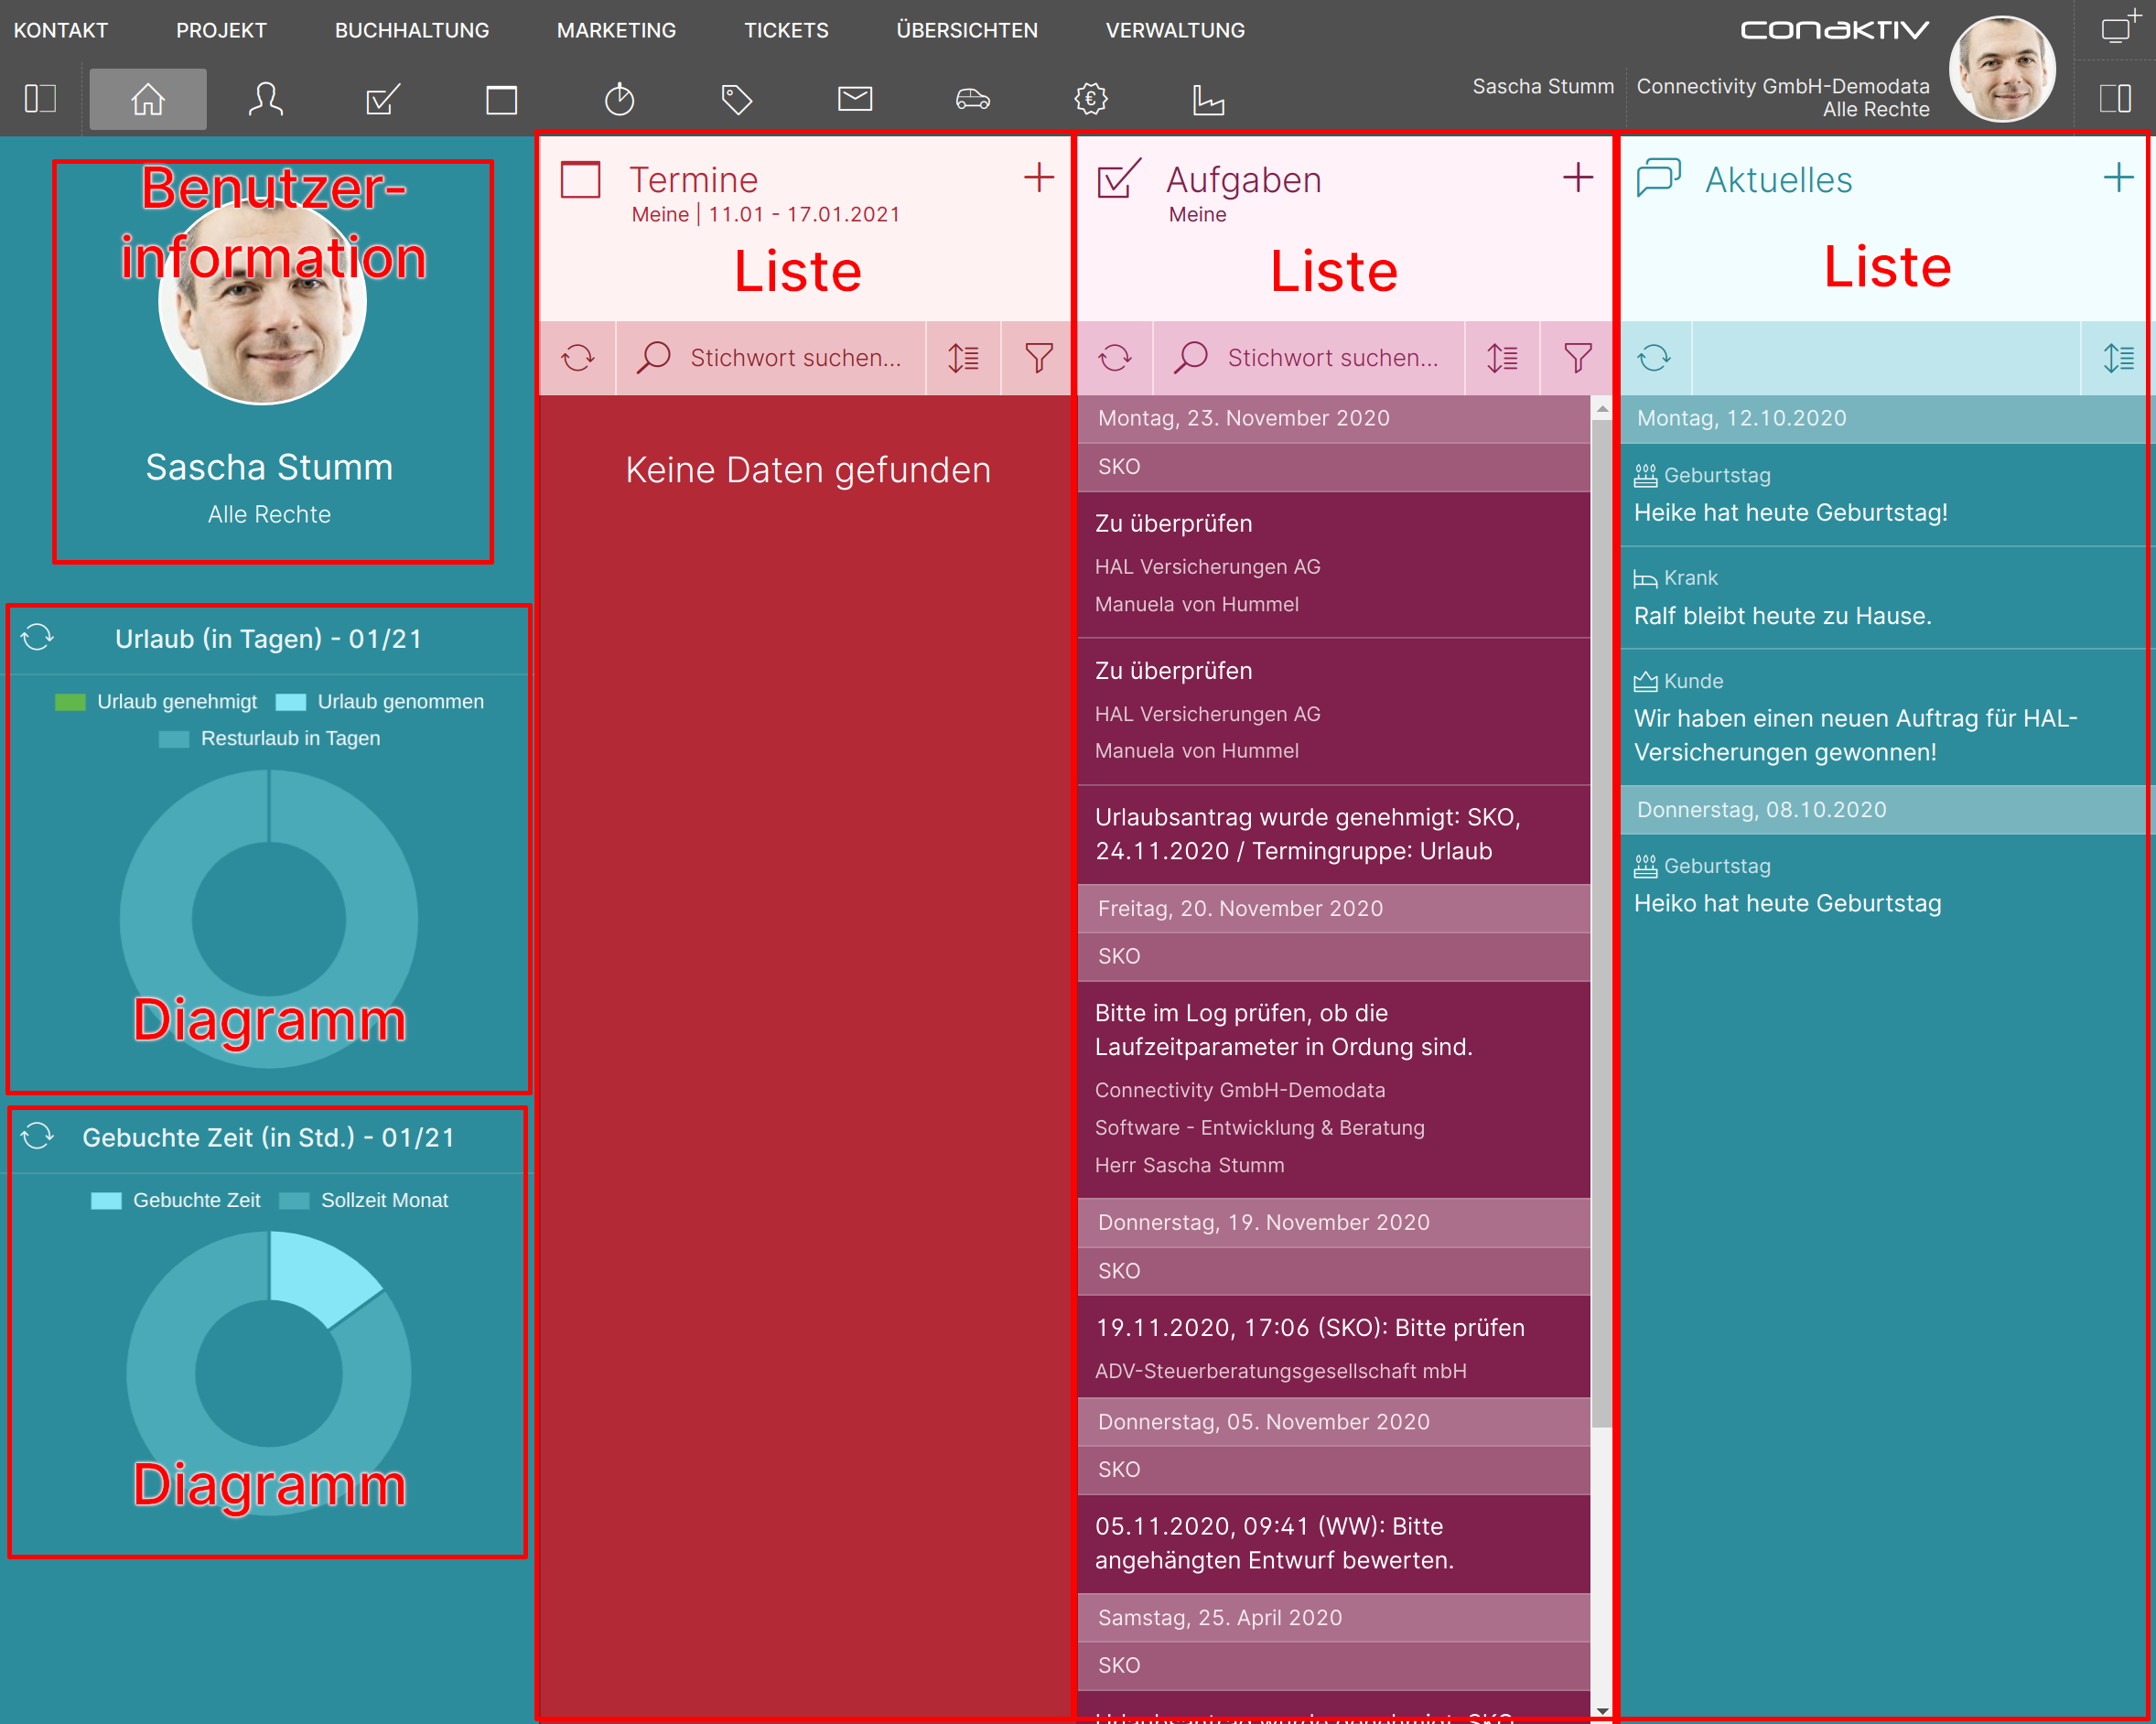 KONTAKT PROJEKT BUCHHALTUNG MARKETING TICKETS ÜBERSICHTEN VERWALTUNG
conaktiv
Sascha Stumm
Connectivity GmbH-Demodata
Alle Rechte
Benutzer-
information
Sascha Stumm
Alle Rechte
Urlaub (in Tagen) - 01/21
Urlaub genehmigt Urlaub genommen
Resturlaub in Tagen
Diagramm
Gebuchte Zeit (in Std.) - 01/21
Gebuchte Zeit Sollzeit Monat
Diagramm
Termine
Meine | 11.01 - 17.01.2021
Liste
Stichwort suchen...
Keine Daten gefunden
Aufgaben
Meine
Liste
Stichwort suchen...
Montag, 23. November 2020
SKO
Zu überprüfen
HAL Versicherungen AG
Manuela von Hummel
Zu überprüfen
HAL Versicherungen AG
Manuela von Hummel
Urlaubsantrag wurde genehmigt: SKO,
24.11.2020 / Termingruppe: Urlaub
Freitag, 20. November 2020
SKO
Bitte im Log prüfen, ob die
Laufzeitparameter in Ordung sind.
Connectivity GmbH-Demodata
Software - Entwicklung & Beratung
Herr Sascha Stumm
Donnerstag, 19. November 2020
SKO
19.11.2020, 17:06 (SKO): Bitte prüfen
ADV-Steuerberatungsgesellschaft mbH
Donnerstag, 05. November 2020
SKO
05.11.2020, 09:41 (WW): Bitte
angehängten Entwurf bewerten.
Samstag, 25. April 2020
SKO
Urlaubsantrag wurde genehmigt: SKO,
Aktuelles
Liste
Montag, 12.10.2020
Geburtstag
Heike hat heute Geburtstag!
Krank
Ralf bleibt heute zu Hause.
Kunde
Wir haben einen neuen Auftrag für HAL-
Versicherungen gewonnen!
Donnerstag, 08.10.2020
Geburtstag
Heiko hat heute Geburtstag